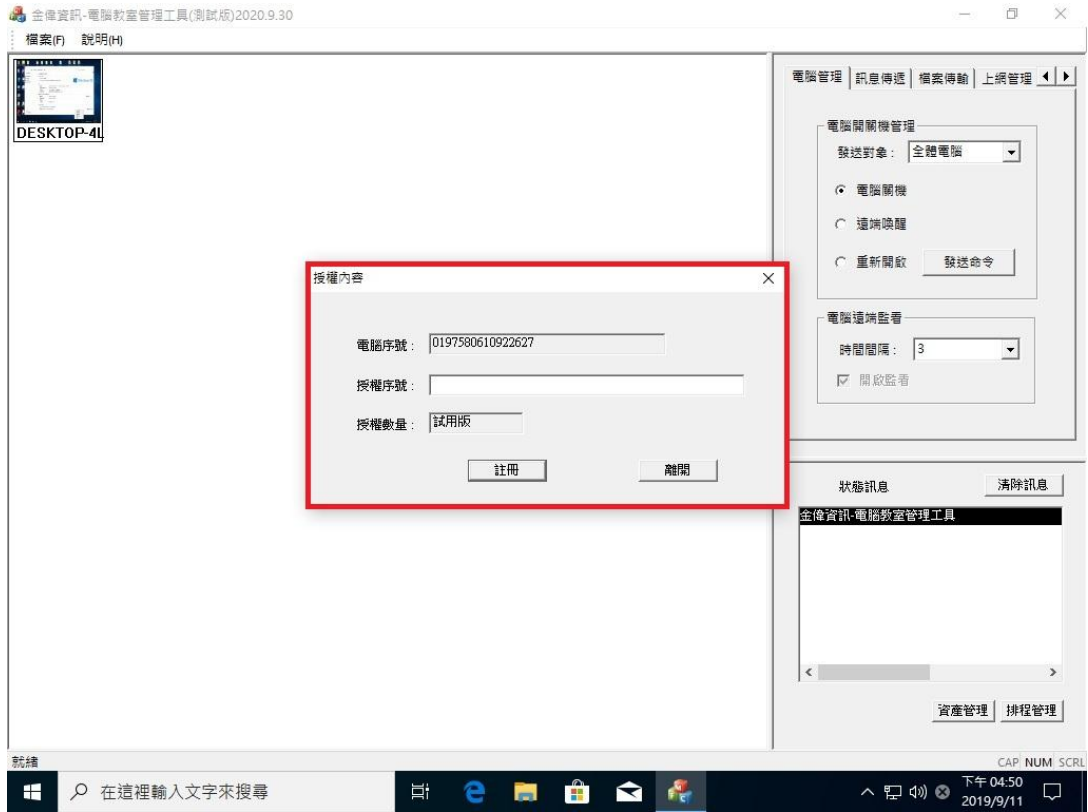 金偉資訊-電腦教室管理工具(測試版)2020.9.30
檔案(F) 說明(H)
DESKTOP-4L
電腦管理 訊息傳遞 檔案傳輸 上網管理
電腦開關機管理
發送對象： 全體電腦
電腦關機
遠端喚醒
重新開啟 發送命令
電腦遠端監看
時間間隔： 3
開啟監看
授權內容
電腦序號： 0197580610922627
授權序號：
授權數量： 試用版
註冊 離開
狀態訊息 清除訊息
金偉資訊-電腦教室管理工具
資產管理 排程管理
就緒 CAP NUM SCRL
在這裡輸入文字來搜尋
下午 04:50
2019/9/11